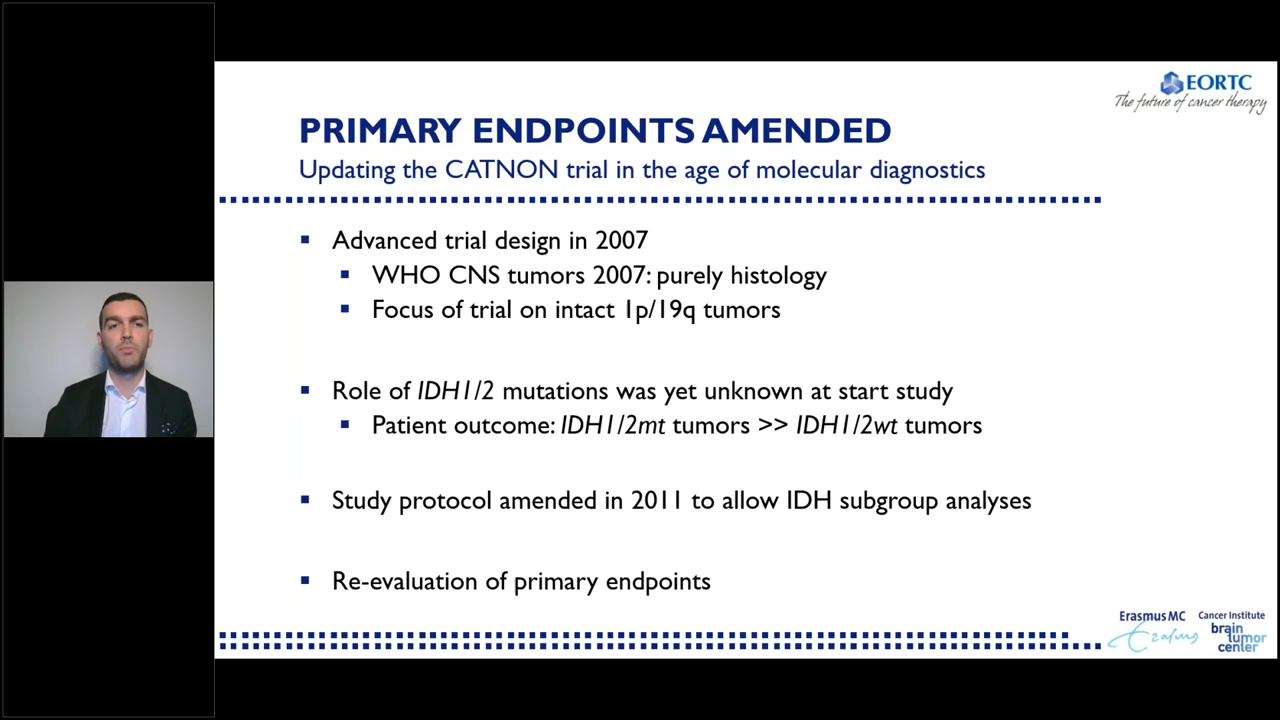 EORTC
The future of cancer therapy
PRIMARY ENDPOINTS AMENDED
Updating the CATNON trial in the age of molecular diagnostics
Advanced trial design in 2007
WHO CNS tumors 2007: purely histology
Focus of trial on intact 1p/19q tumors
Role of IDH1/2 mutations was yet unknown at start study
Patient outcome: IDH1/2mt tumors >> IDH1/2wt tumors
Study protocol amended in 2011 to allow IDH subgroup analyses
Re-evaluation of primary endpoints
Erasmus MC Cancer Institute
Erasmus
brain
tumor
center